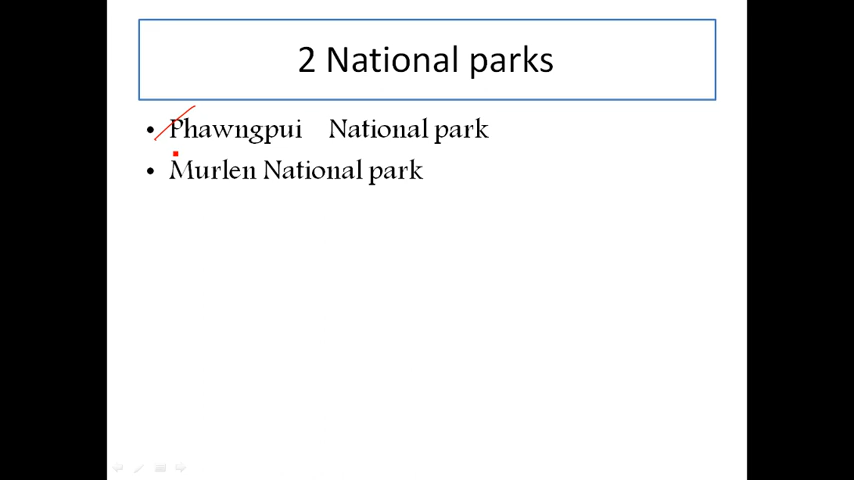 2 National parks
• Phawngpui National park
• Murlen National park